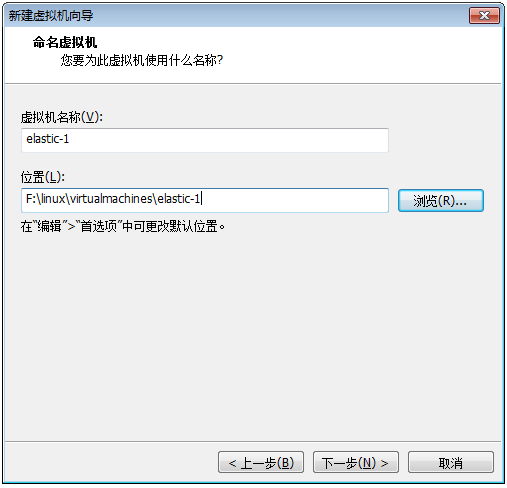 新建虚拟机向导
命名虚拟机
您要为此虚拟机使用什么名称?
虚拟机名称(V):
elastic-1
位置(L):
F:\linux\virtualmachines\elastic-1
浏览(R)...
在“编辑”>“首选项”中可更改默认位置。
< 上一步(B)
下一步(N) >
取消